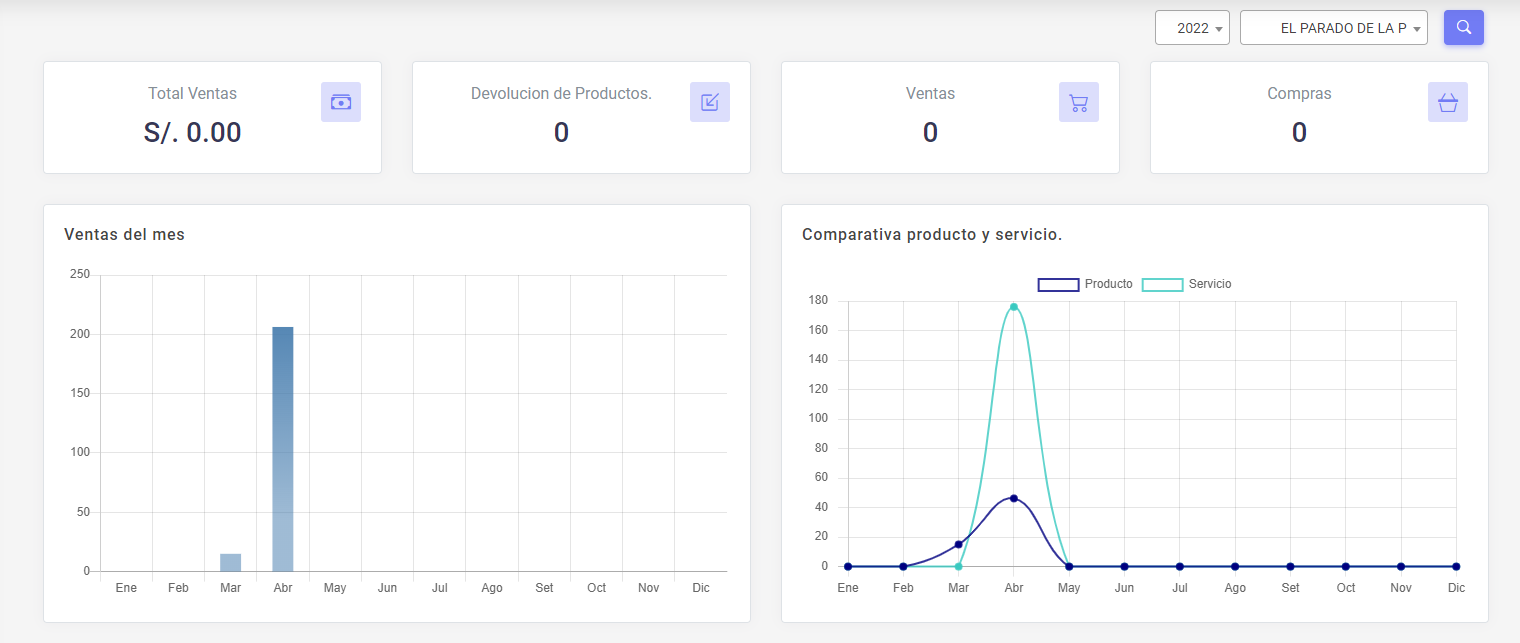 2022 EL PARADO DE LA P
Total Ventas
S/. 0.00
Devolucion de Productos.
0
Ventas
0
Compras
0
Ventas del mes
250
200
150
100
50
0
Ene Feb Mar Abr May Jun Jul Ago Set Oct Nov Dic
Comparativa producto y servicio.
Producto Servicio
180
160
140
120
100
80
60
40
20
0
Ene Feb Mar Abr May Jun Jul Ago Set Oct Nov Dic